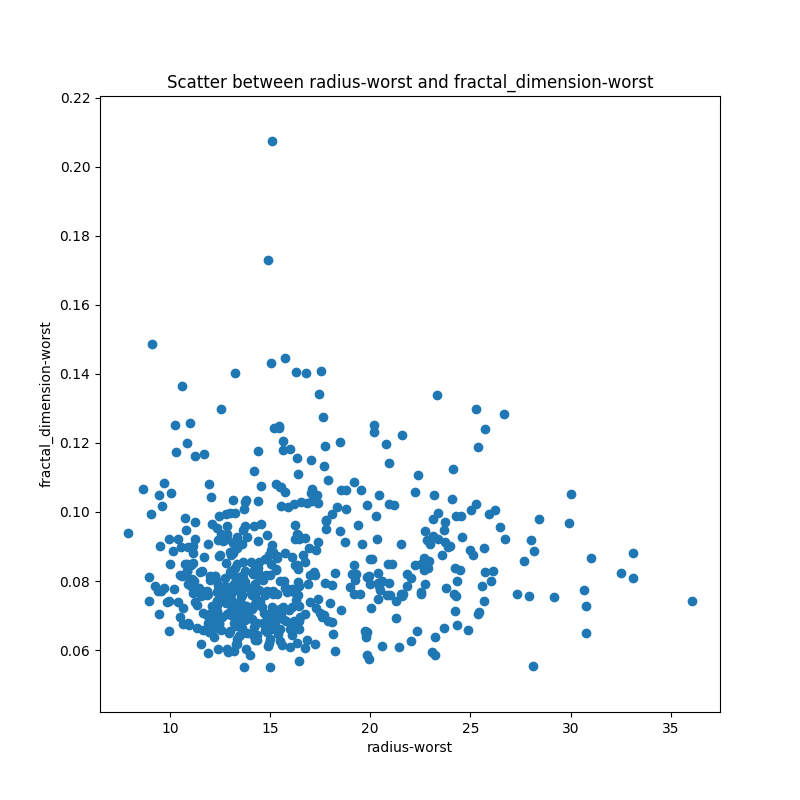 Scatter between radius-worst and fractal_dimension-worst
0.22
0.20
0.18
0.16
0.14
0.12
0.10
0.08
0.06
fractal_dimension-worst
10 15 20 25 30 35
radius-worst